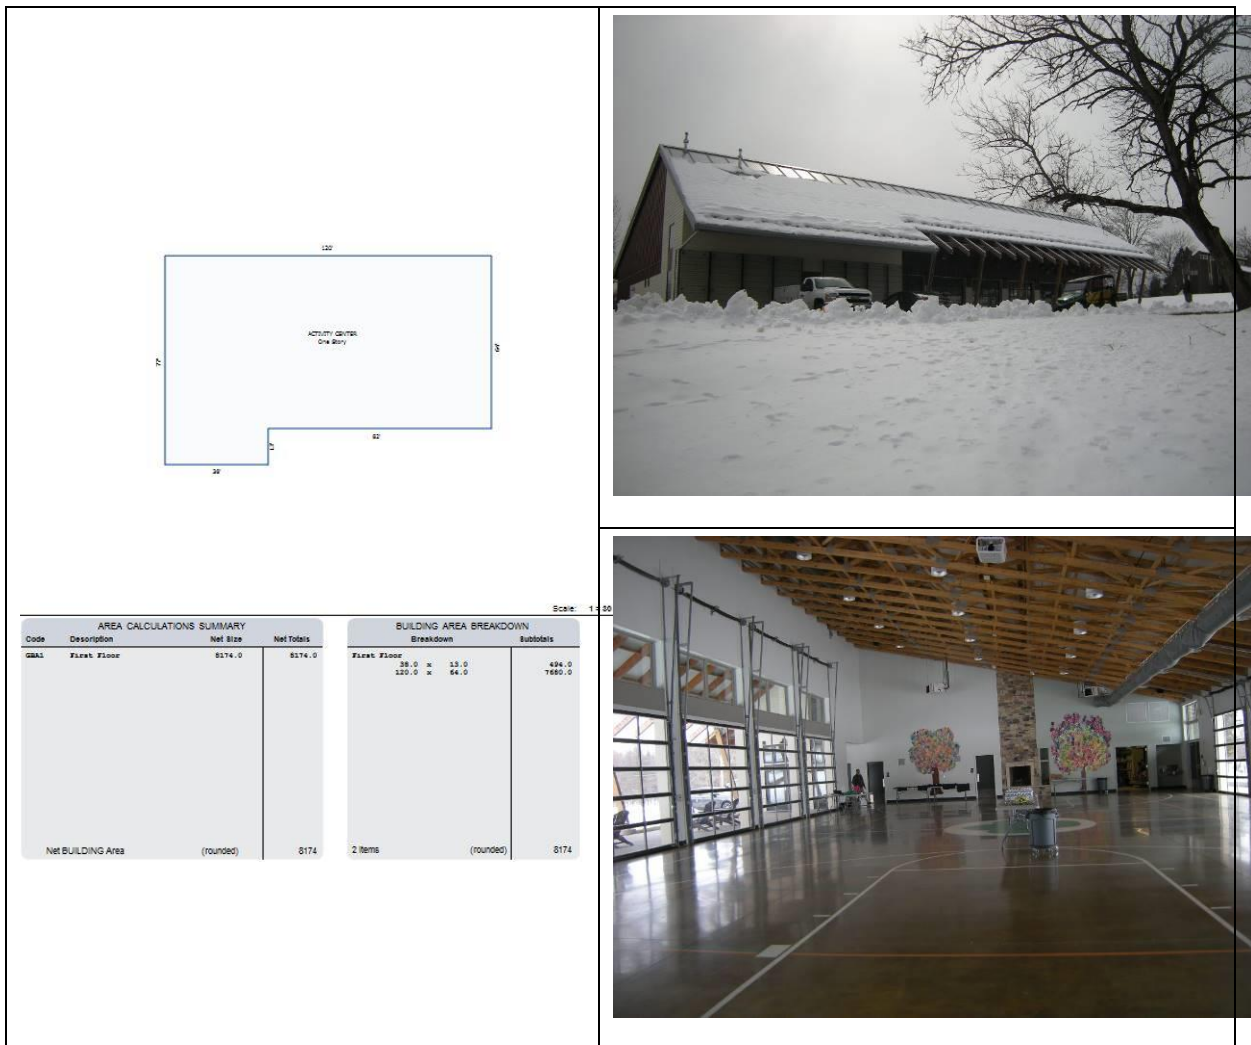 120'
ACTIVITY CENTER
One Story
77'
64'
13'
82'
38'
Scale: 1 = 30
AREA CALCULATIONS SUMMARY
Code Description Net Size Net Totals
GBA1 First Floor 8174.0 8174.0
Net BUILDING Area (rounded) 8174
BUILDING AREA BREAKDOWN
Breakdown Subtotals
First Floor
38.0 x 13.0 494.0
120.0 x 64.0 7680.0
2 Items (rounded) 8174